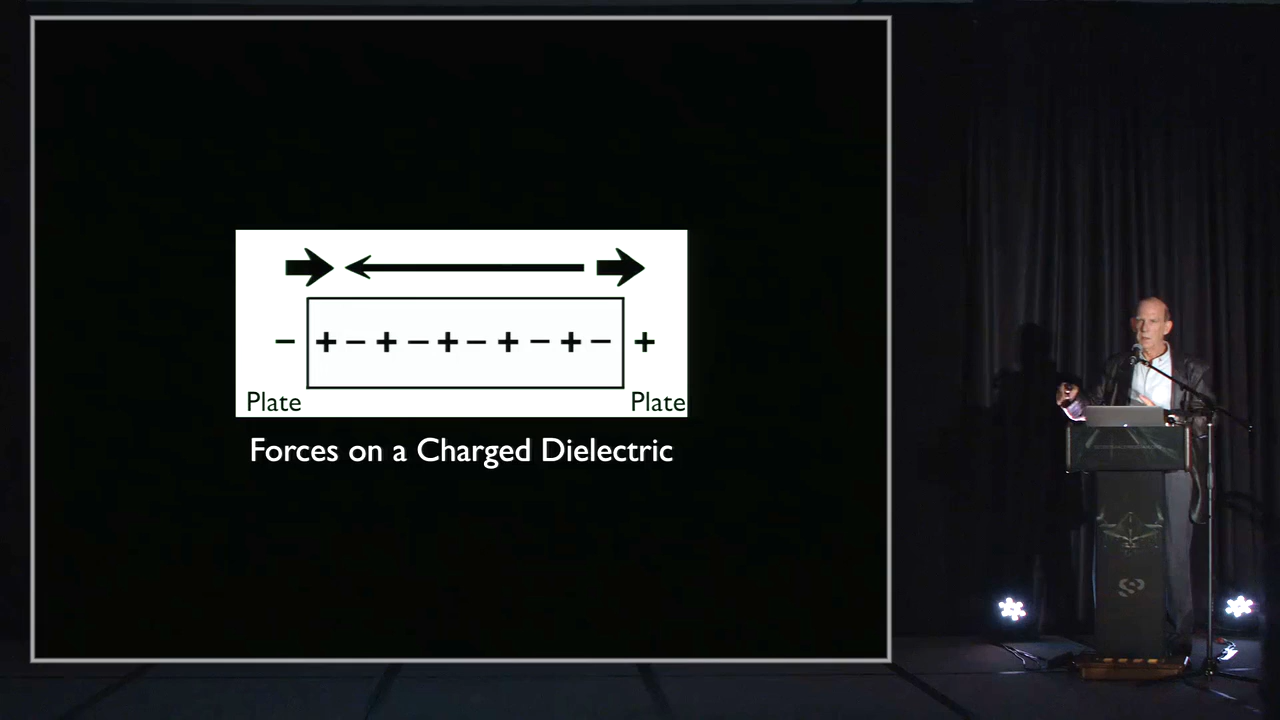 − + − + − + − + − + − +
Plate Plate
Forces on a Charged Dielectric